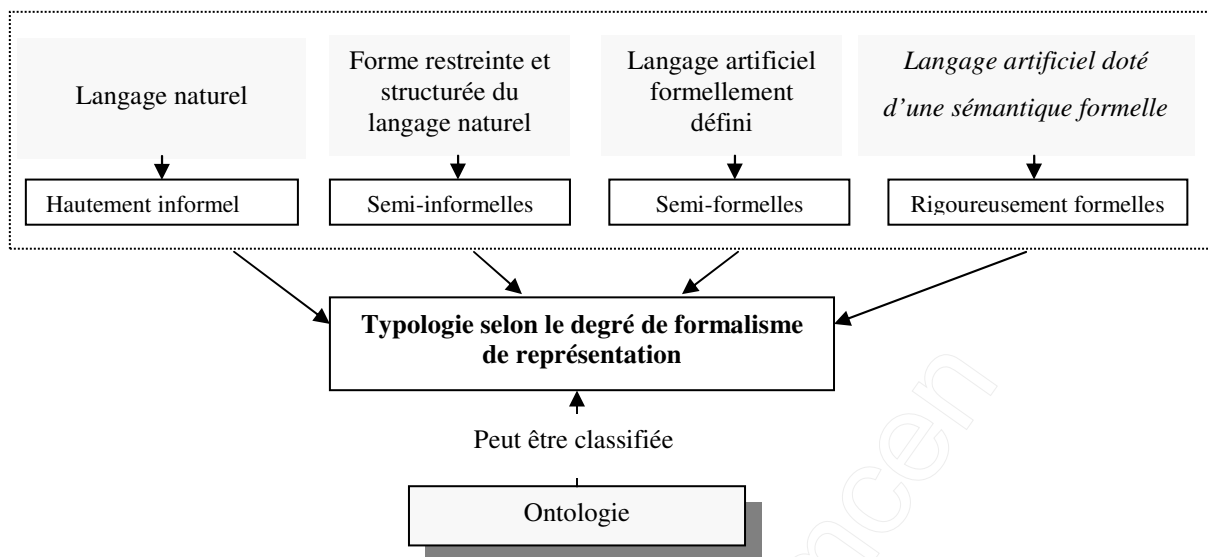 Langage naturel
Forme restreinte et
structurée du
langage naturel
Langage artificiel
formellement
défini
Langage artificiel doté
d’une sémantique formelle
Hautement informel
Semi-informelles
Semi-formelles
Rigoureusement formelles
Typologie selon le degré de formalisme
de représentation
Peut être classifiée
Ontologie